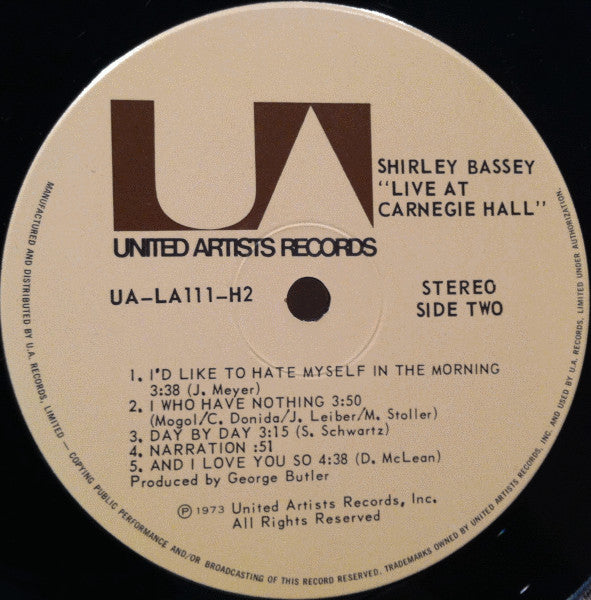 UA
UNITED ARTISTS RECORDS
SHIRLEY BASSEY
"LIVE AT
CARNEGIE HALL"
UA-LA111-H2
STEREO
SIDE TWO
1. I'D LIKE TO HATE MYSELF IN THE MORNING
3:38 (J. Meyer)
2. I WHO HAVE NOTHING 3:50
(Mogol/C. Donida/J. Leiber/M. Stoller)
3. DAY BY DAY 3:15 (S. Schwartz)
4. NARRATION :51
5. AND I LOVE YOU SO 4:38 (D. McLean)
Produced by George Butler
℗ 1973 United Artists Records, Inc.
All Rights Reserved
MANUFACTURED AND DISTRIBUTED BY U.A. RECORDS, LIMITED — COPYING PUBLIC PERFORMANCE AND/OR BROADCASTING OF THIS RECORD RESERVED. TRADEMARKS OWNED BY UNITED ARTISTS RECORDS, INC. AND USED BY U.A. RECORDS, LIMITED UNDER AUTHORIZATION.